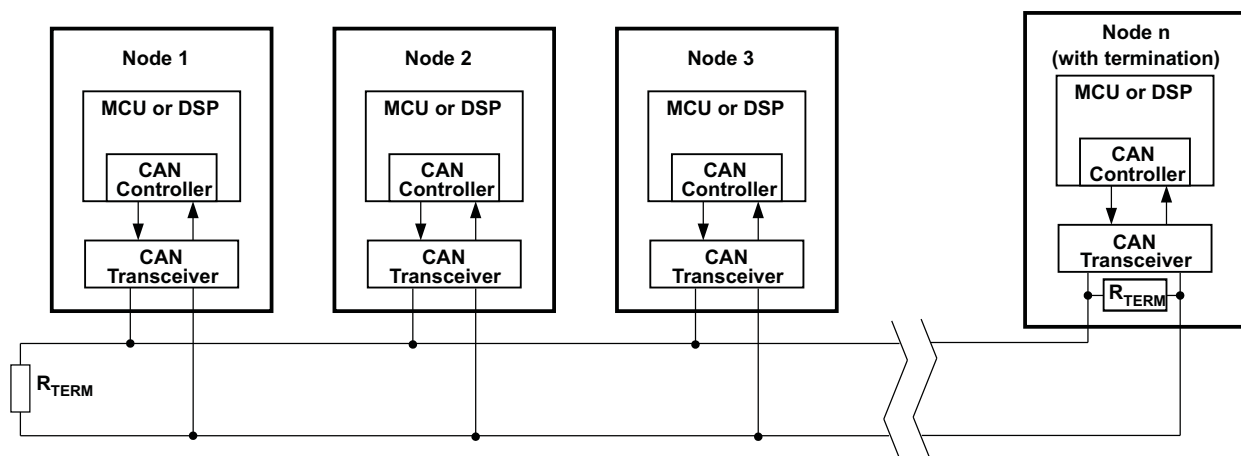 Node 1
MCU or DSP
CAN
Controller
CAN
Transceiver
Node 2
MCU or DSP
CAN
Controller
CAN
Transceiver
Node 3
MCU or DSP
CAN
Controller
CAN
Transceiver
Node n
(with termination)
MCU or DSP
CAN
Controller
CAN
Transceiver
RTERM
RTERM